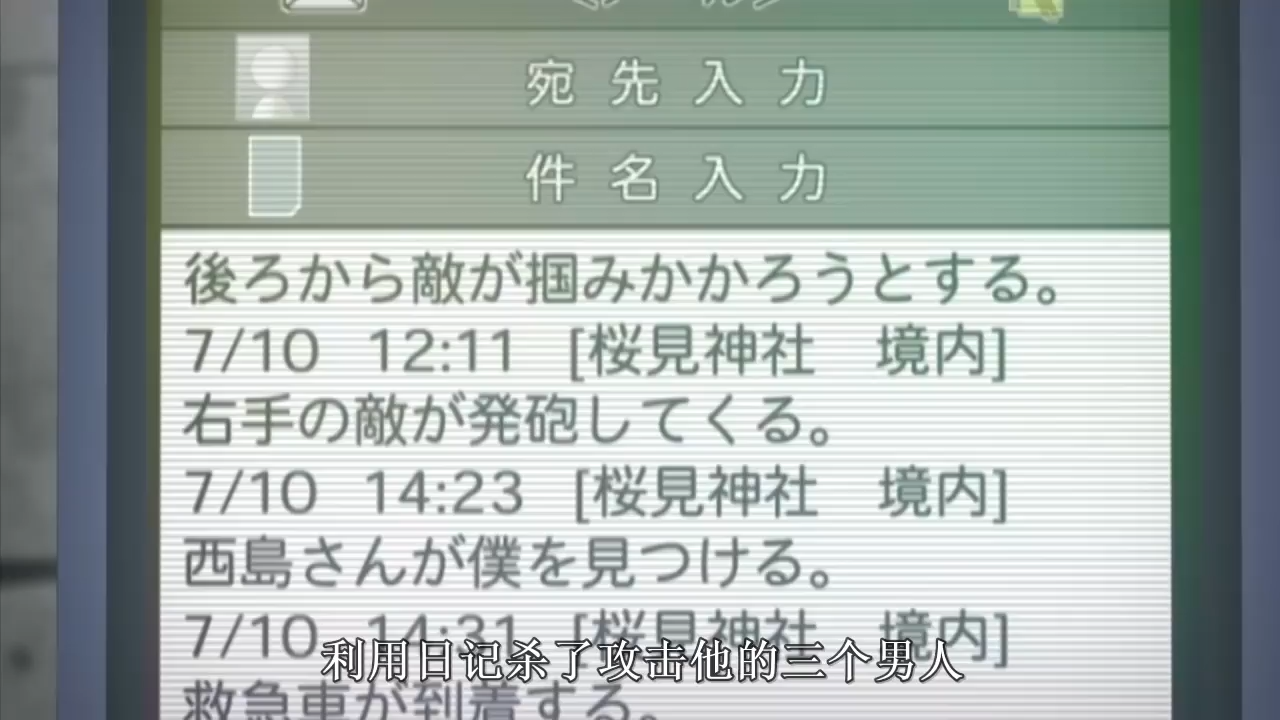 宛先入力
件名入力
後ろから敵が掴みかかろうとする。
7/10 12:11 [桜見神社 境内]
右手の敵が発砲してくる。
7/10 14:23 [桜見神社 境内]
西島さんが僕を見つける。
7/10 14:31 [桜見神社 境内]
利用日记杀了攻击他的三个男人
救急車が到着する。